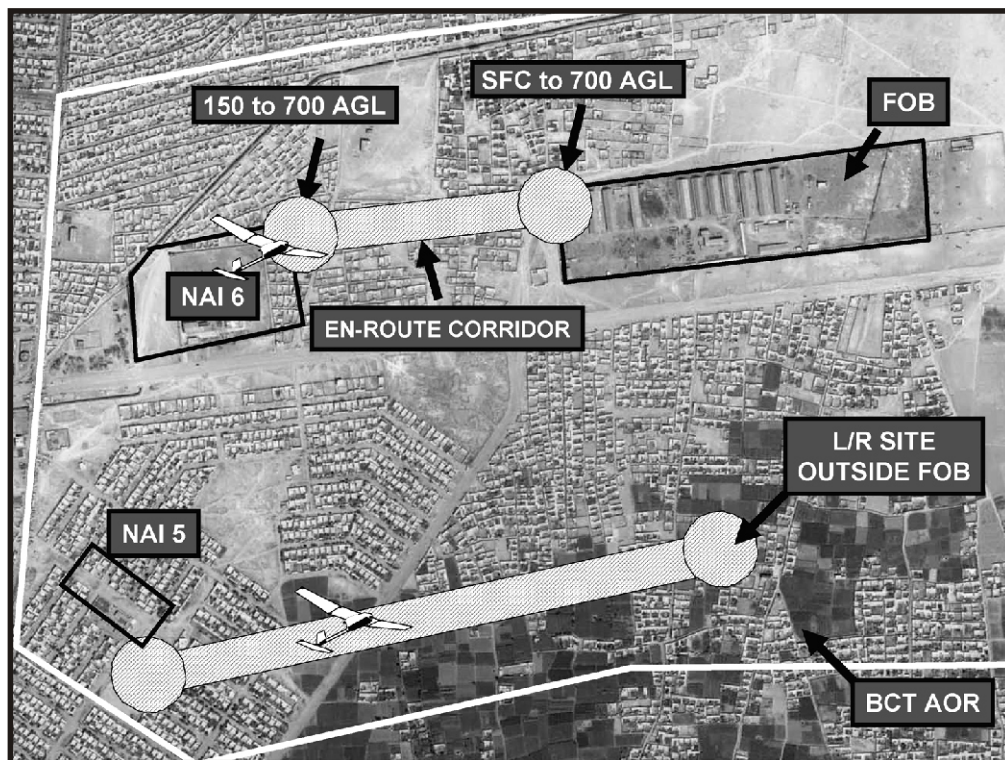 150 to 700 AGL
SFC to 700 AGL
FOB
NAI 6
EN-ROUTE CORRIDOR
L/R SITE
OUTSIDE FOB
NAI 5
BCT AOR